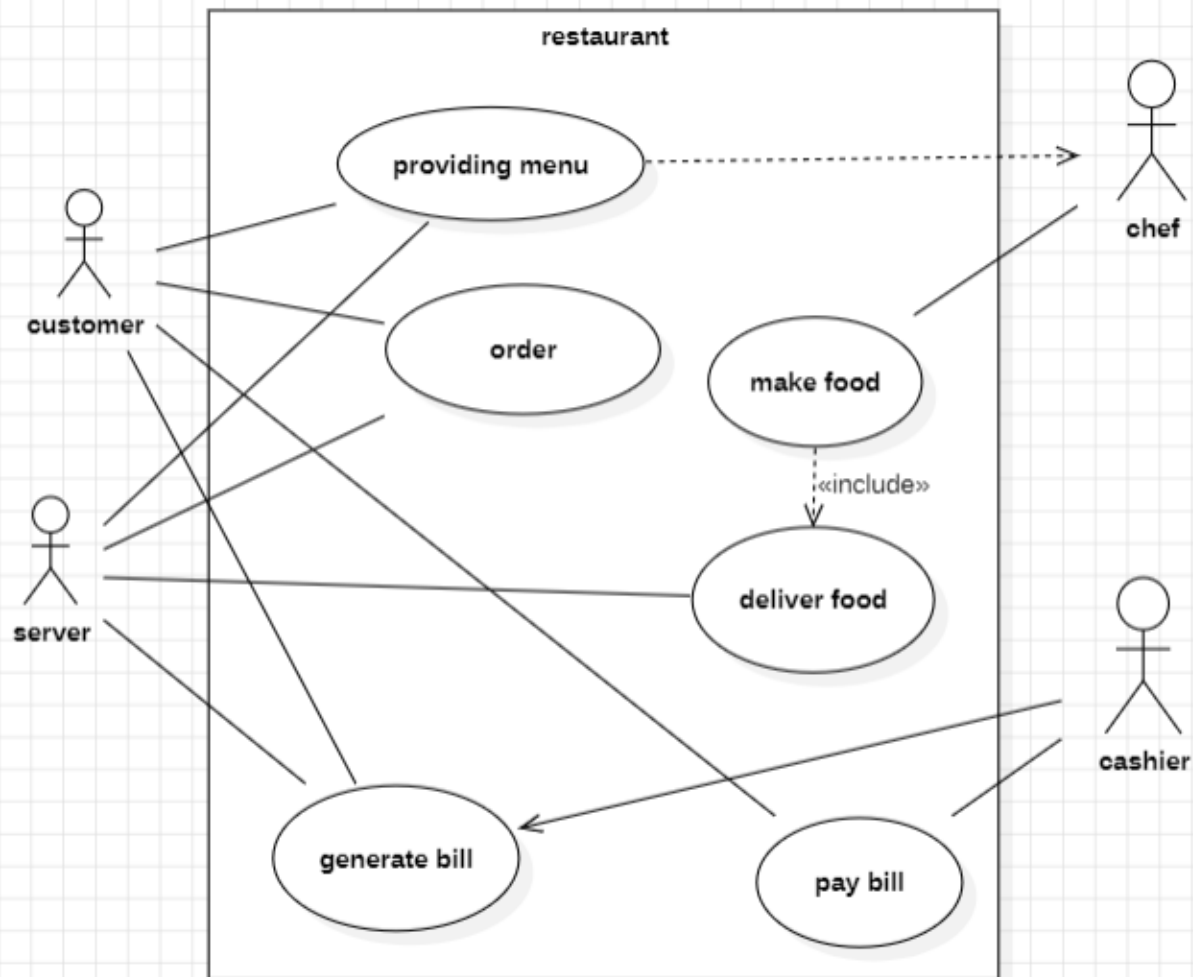 restaurant
providing menu
chef
customer
order
make food
«include»
deliver food
server
cashier
generate bill
pay bill